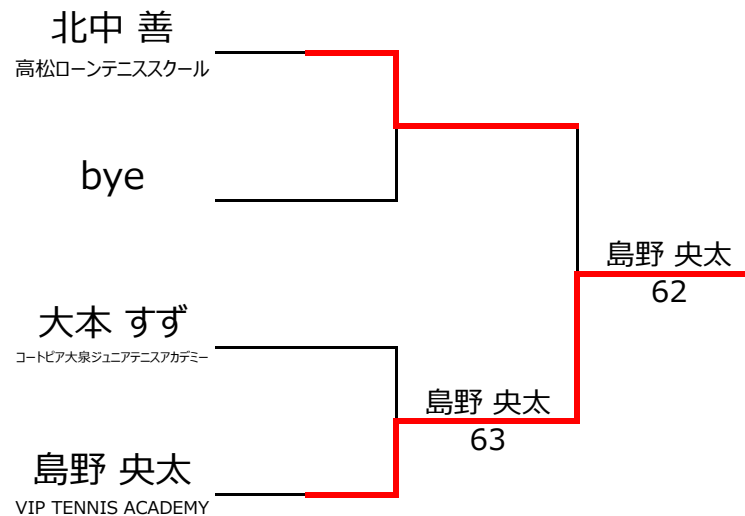 北中 善
高松ローンテニススクール
bye
大本 すず
コートピア大泉ジュニアテニスアカデミー
島野 央太
VIP TENNIS ACADEMY
島野 央太
63
島野 央太
62